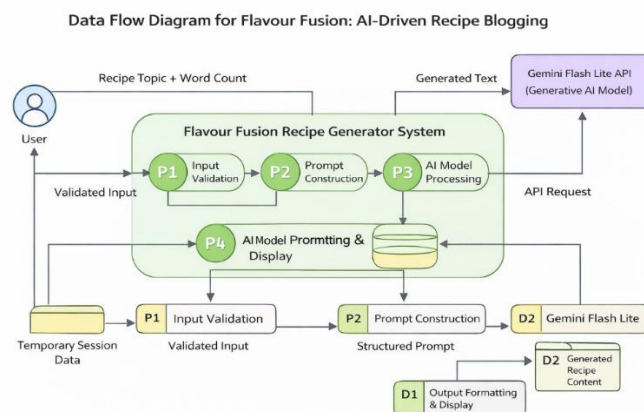 Data Flow Diagram for Flavour Fusion: AI-Driven Recipe Blogging
Recipe Topic + Word Count
Generated Text
Gemini Flash Lite API
(Generative AI Model)
User
Flavour Fusion Recipe Generator System
P1
Input
Validation
P2
Prompt
Construction
P3
AI Model
Processing
Validated Input
API Request
P4
AI Model Promtting &
Display
P1
Input Validation
P2
Prompt Construction
D2
Gemini Flash Lite
Temporary Session
Data
Validated Input
Structured Prompt
D2
Generated
Recipe
Content
D1
Output Formatting
& Display